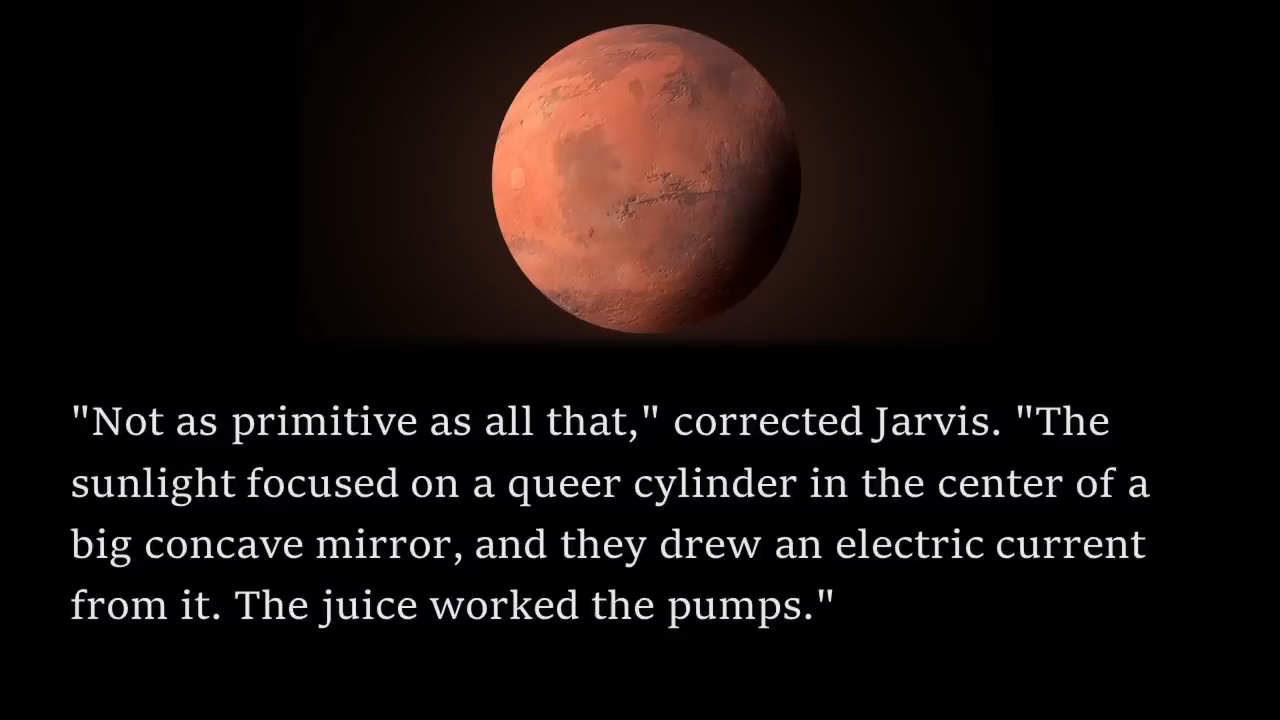 "Not as primitive as all that," corrected Jarvis. "The
sunlight focused on a queer cylinder in the center of a
big concave mirror, and they drew an electric current
from it. The juice worked the pumps."